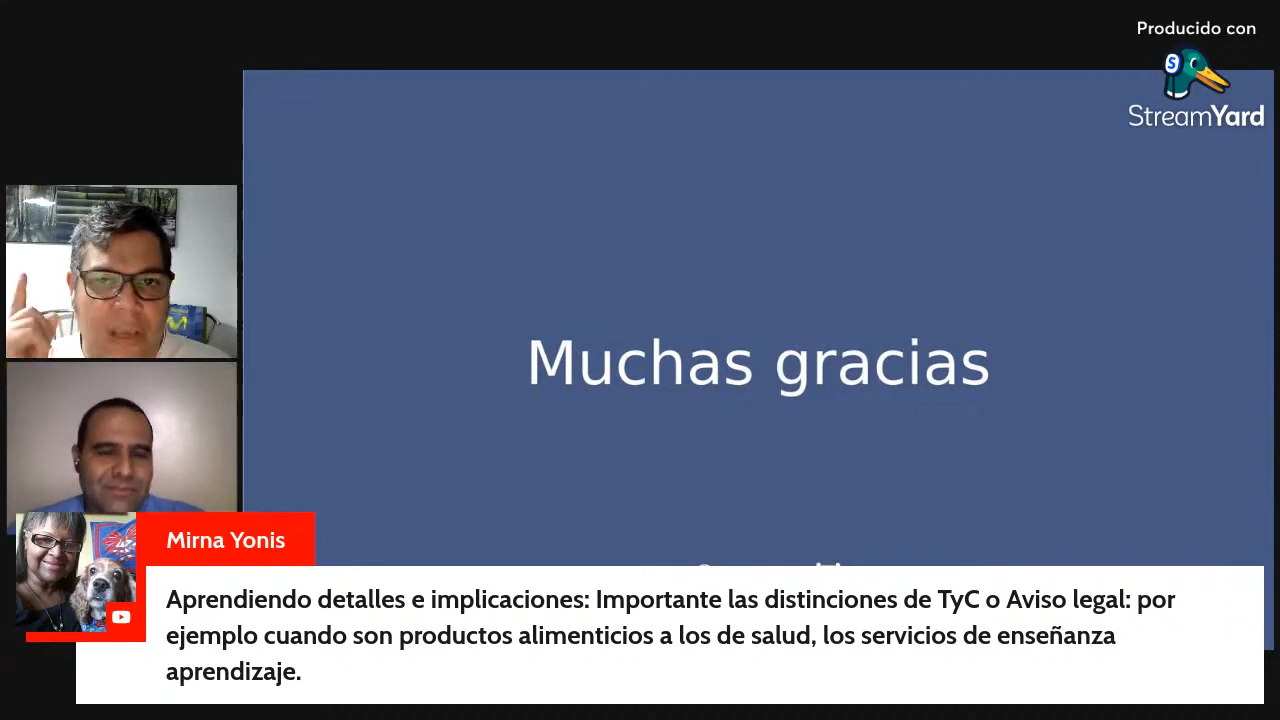 Producido con
StreamYard
Muchas gracias
Mirna Yonis
Aprendiendo detalles e implicaciones: Importante las distinciones de TyC o Aviso legal: por
ejemplo cuando son productos alimenticios a los de salud, los servicios de enseñanza
aprendizaje.